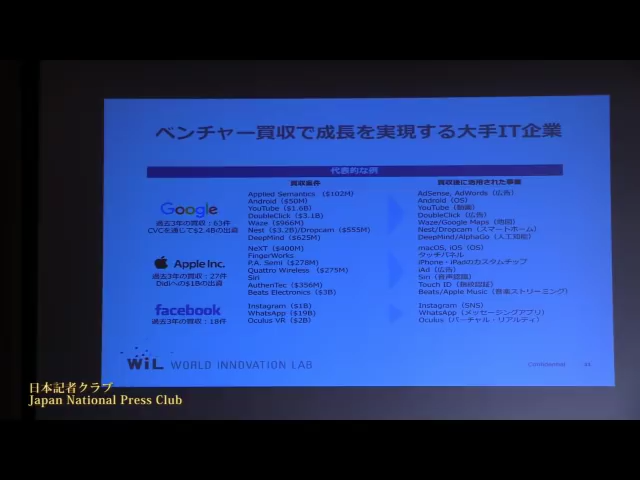 ベンチャー買収で成長を実現する大手IT企業
代表的な例
買収案件
買収後に活用された事業
Google
過去3年の買収：63件
CVCを通じて$2.4Bの出資
Applied Semantics ($102M)
Android ($50M)
YouTube ($1.6B)
DoubleClick ($3.1B)
Waze ($966M)
Nest ($3.2B)/Dropcam ($555M)
DeepMind ($625M)
AdSense, AdWords（広告）
Android（OS）
YouTube（動画）
DoubleClick（広告）
Waze/Google Maps（地図）
Nest/Dropcam（スマートホーム）
DeepMind/AlphaGo（人工知能）
Apple Inc.
過去3年の買収：27件
Didiへの$1Bの出資
NeXT ($400M)
FingerWorks
P.A. Semi ($278M)
Quattro Wireless ($275M)
Siri
AuthenTec ($356M)
Beats Electronics ($3B)
macOS, iOS（OS）
タッチパネル
iPhone・iPadのカスタムチップ
iAd（広告）
Siri（音声認識）
Touch ID（指紋認証）
Beats/Apple Music（音楽ストリーミング）
facebook
過去3年の買収：18件
Instagram ($1B)
WhatsApp ($19B)
Oculus VR ($2B)
Instagram（SNS）
WhatsApp（メッセージングアプリ）
Oculus（バーチャル・リアルティ）
WiL WORLD INNOVATION LAB
Confidential
日本記者クラブ
Japan National Press Club